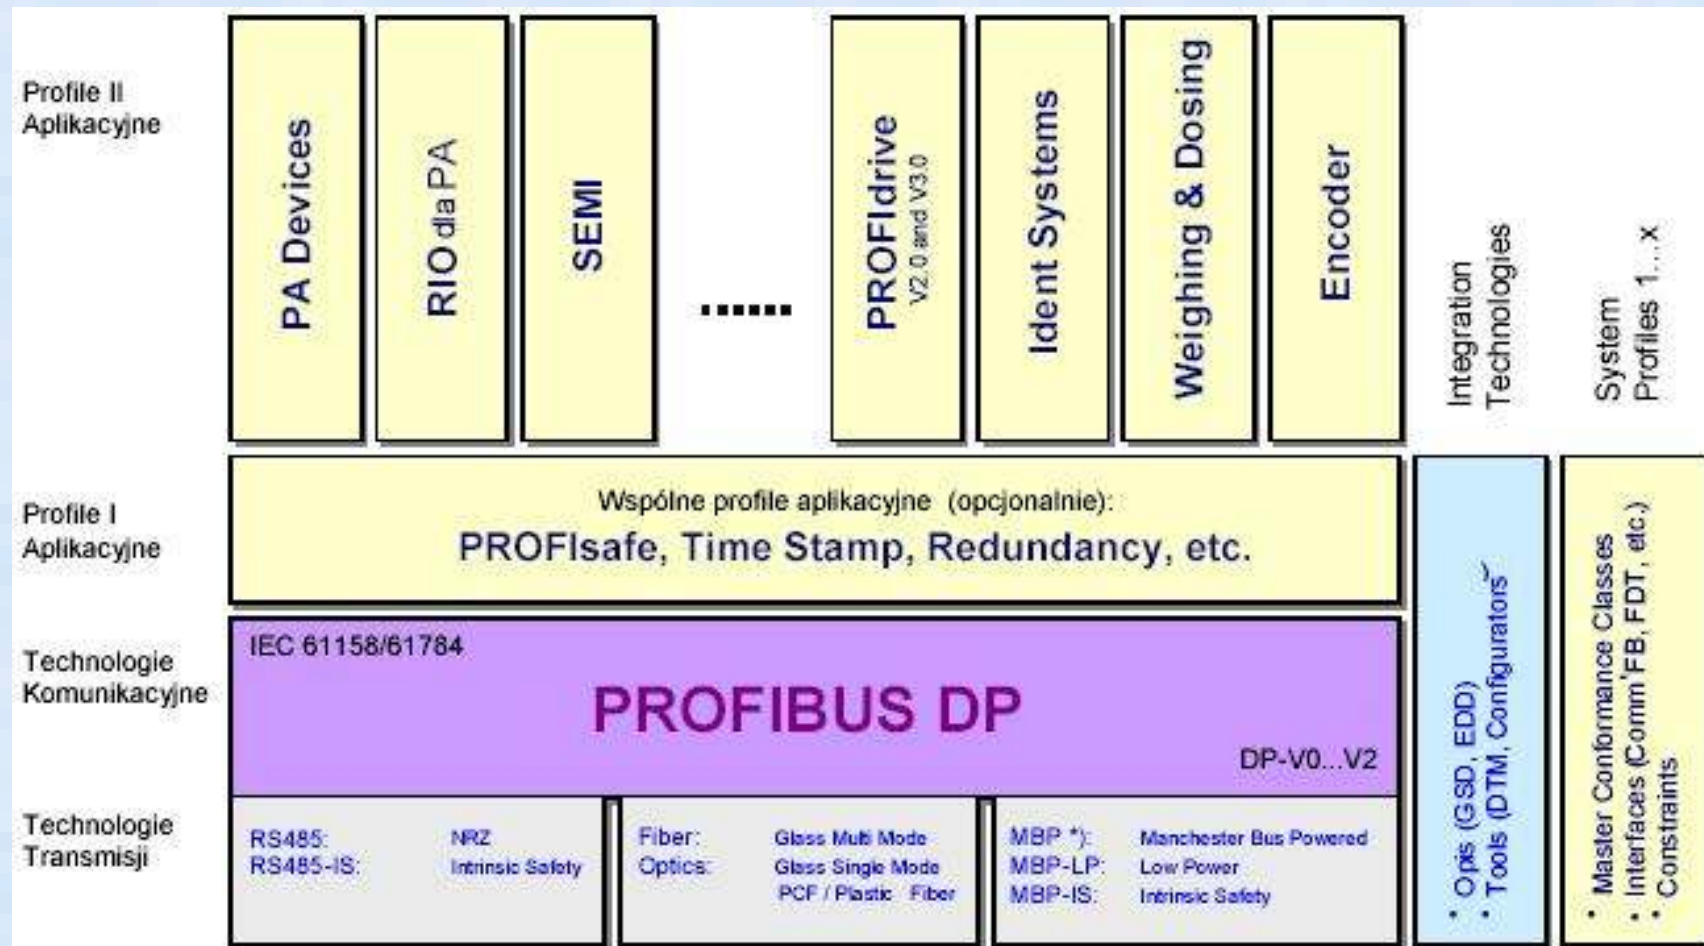 Profile II
Aplikacyjne
PA Devices
RIO dla PA
SEMI
......
PROFIdrive
V2.0 and V3.0
Ident Systems
Weighing & Dosing
Encoder
Integration
Technologies
System
Profiles 1...x
Profile I
Aplikacyjne
Wspólne profile aplikacyjne (opcjonalnie):
PROFIsafe, Time Stamp, Redundancy, etc.
Technologie
Komunikacyjne
IEC 61158/61784
PROFIBUS DP
DP-V0...V2
Technologie
Transmisji
RS485: NRZ
RS485-IS: Intrinsic Safety
Fiber: Glass Multi Mode
Optics: Glass Single Mode
PCF / Plastic Fiber
MBP *): Manchester Bus Powered
MBP-LP: Low Power
MBP-IS: Intrinsic Safety
• Opis (GSD, EDD)
• Tools (DTM, Configurators)
• Master Conformance Classes
• Interfaces (Comm'FB, FDT, etc.)
• Constraints